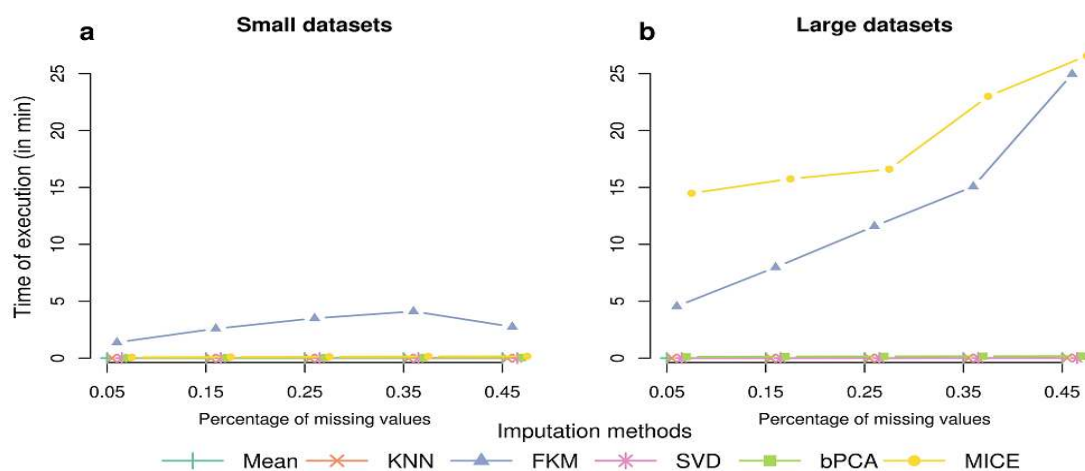 a Small datasets
b Large datasets
Time of execution (in min)
25 25
20 20
15 15
10 10
5 5
0 0
0.05 0.15 0.25 0.35 0.45 0.05 0.15 0.25 0.35 0.45
Percentage of missing values Percentage of missing values
Imputation methods
Mean KNN FKM SVD bPCA MICE